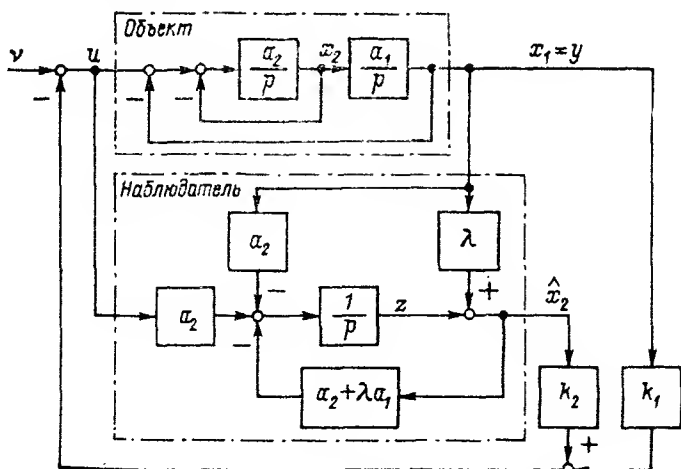 Объект
ν
u
x₂
x₁=y
a₂/p
a₁/p
−
−
−
Наблюдатель
a₂
λ
−
+
x̂₂
a₂
1/p
z
−
a₂+λa₁
k₂
k₁
+